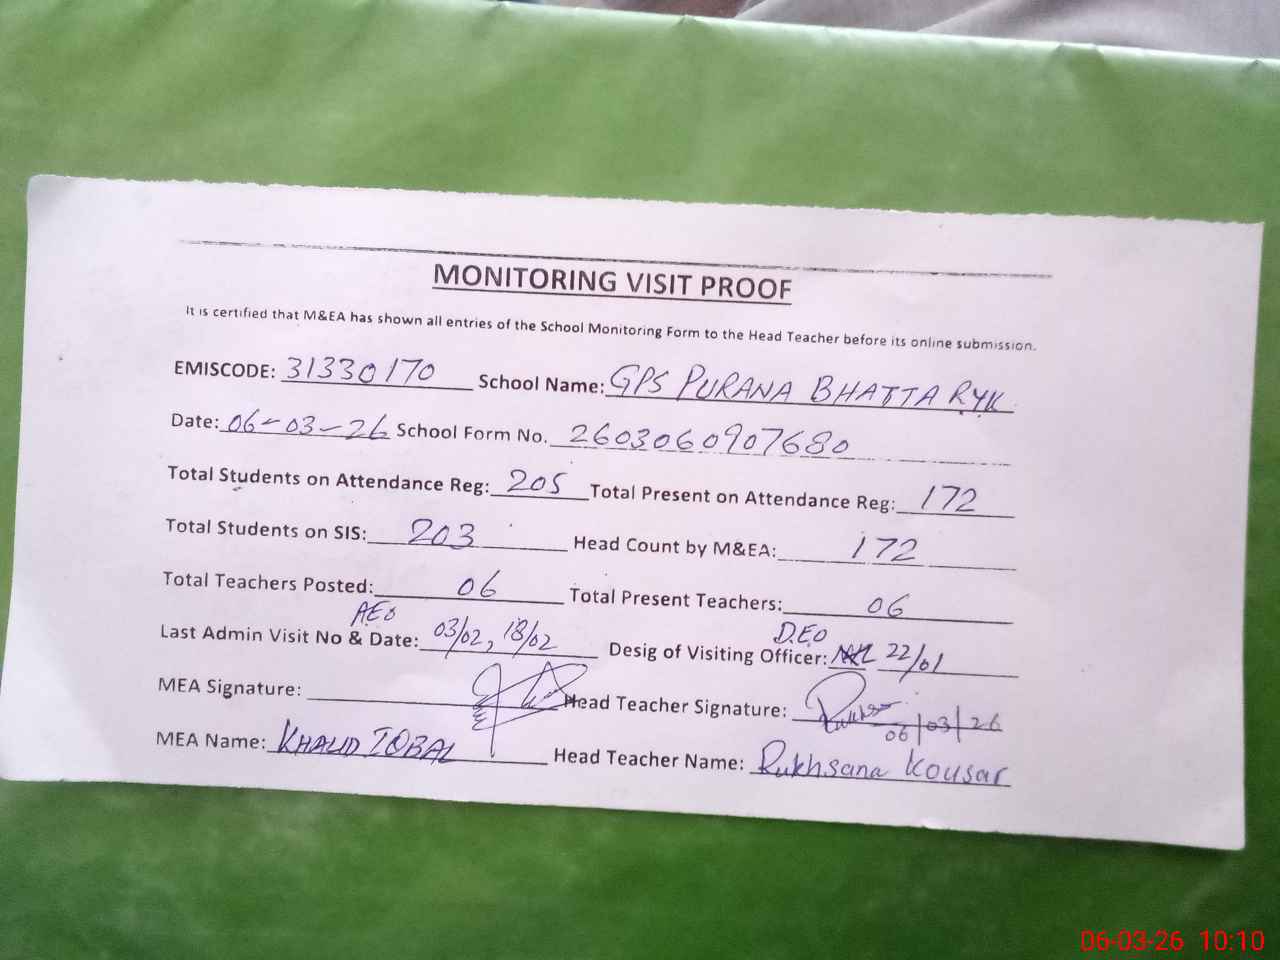 MONITORING VISIT PROOF
It is certified that M&EA has shown all entries of the School Monitoring Form to the Head Teacher before its online submission.
EMISCODE: 31330170 School Name: GPS PURANA BHATTA RYK
Date: 06-03-26 School Form No. 2603060907680
Total Students on Attendance Reg: 205 Total Present on Attendance Reg: 172
Total Students on SIS: 203 Head Count by M&EA: 172
Total Teachers Posted: 06 Total Present Teachers: 06
AEO D.EO
Last Admin Visit No & Date: 03/02, 18/02 Desig of Visiting Officer: 22/01
MEA Signature: Head Teacher Signature:
06/03/26
MEA Name: KHALID IQBAL Head Teacher Name: Rukhsana Kousar
06-03-26 10:10